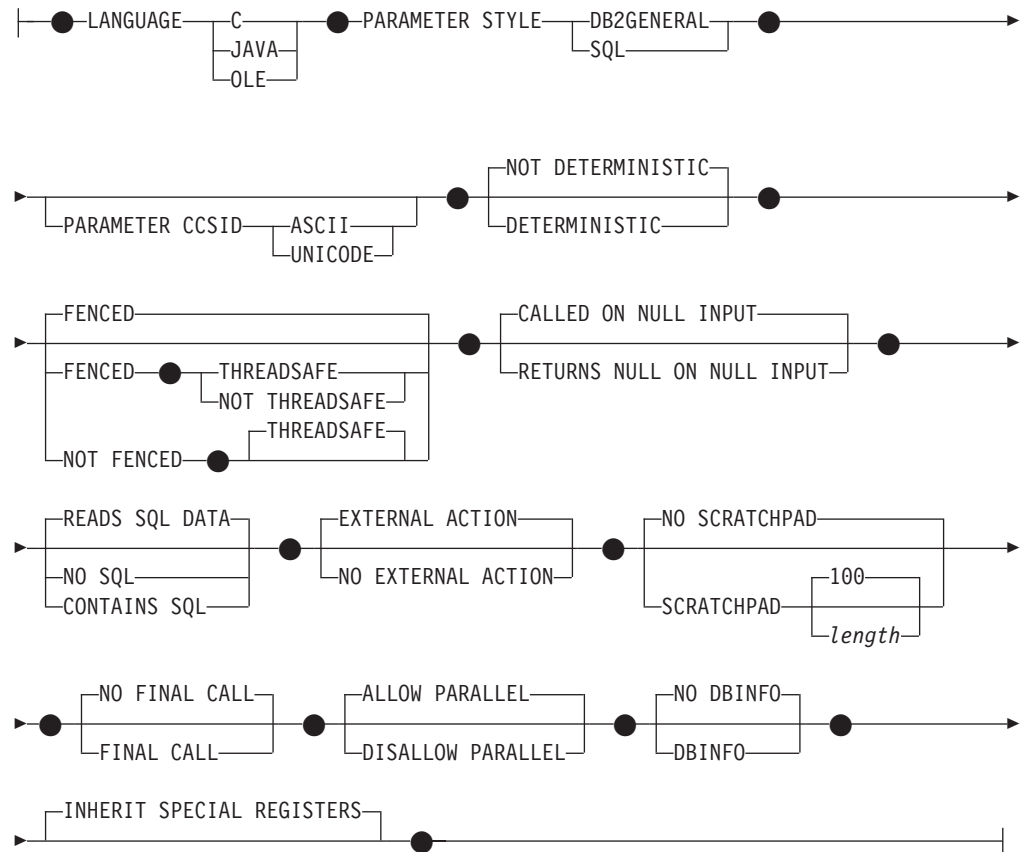 LANGUAGE C PARAMETER STYLE DB2GENERAL
JAVA SQL
OLE
NOT DETERMINISTIC
PARAMETER CCSID ASCII DETERMINISTIC
UNICODE
FENCED CALLED ON NULL INPUT
FENCED THREADSAFE RETURNS NULL ON NULL INPUT
NOT THREADSAFE
THREADSAFE
NOT FENCED
READS SQL DATA EXTERNAL ACTION NO SCRATCHPAD
NO SQL NO EXTERNAL ACTION 100
CONTAINS SQL SCRATCHPAD
length
NO FINAL CALL ALLOW PARALLEL NO DBINFO
FINAL CALL DISALLOW PARALLEL DBINFO
INHERIT SPECIAL REGISTERS